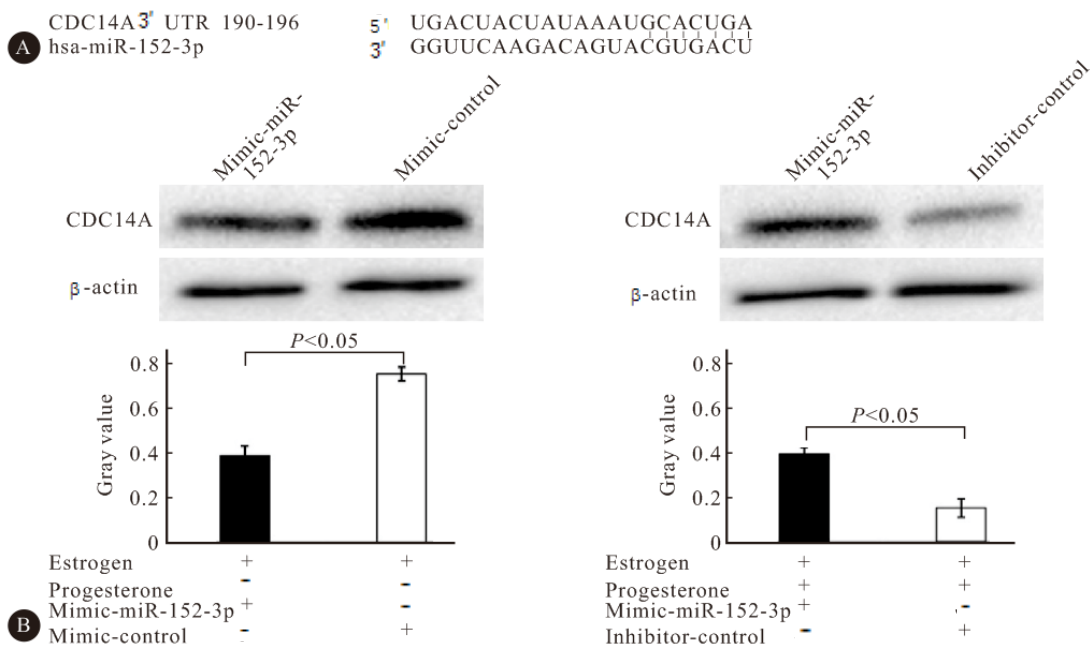 CDC14A 3" UTR 190-196 5' UGACUACUAUAAAUGCACUGA
A hsa-miR-152-3p 3" GGUUCAAGACAGUACGUGACU
Mimic-miR-
152-3p
Mimic-control
CDC14A
β-actin
P<0.05
Gray value
0.8
0.6
0.4
0.2
0
Estrogen + +
Progesterone - -
Mimic-miR-152-3p + -
B Mimic-control - +
Mimic-miR-
152-3p
Inhibitor-control
CDC14A
β-actin
P<0.05
Gray value
0.8
0.6
0.4
0.2
0
Estrogen + +
Progesterone + +
Mimic-miR-152-3p + -
Inhibitor-control - +